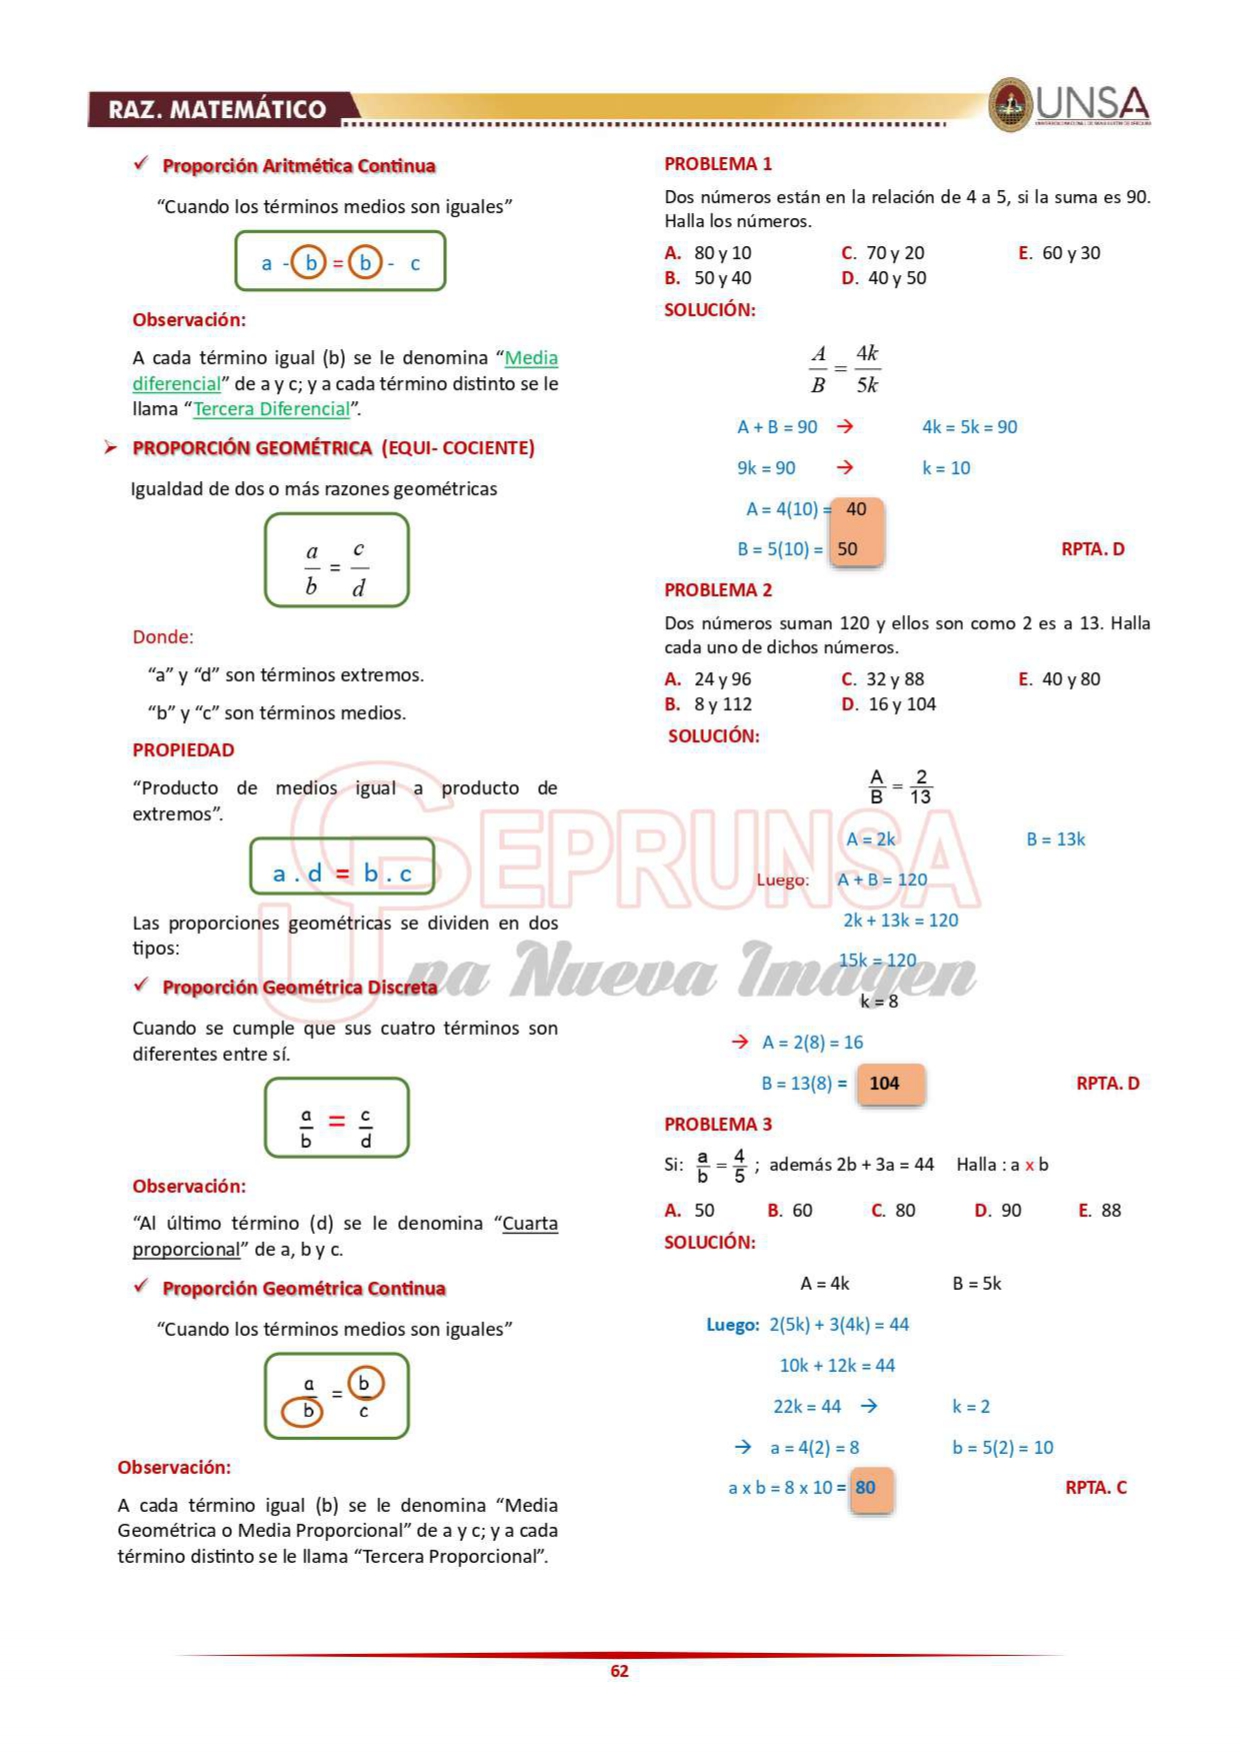 RAZ. MATEMÁTICO
UNSA
✓ Proporción Aritmética Continua
“Cuando los términos medios son iguales”
a - b = b - c
Observación:
A cada término igual (b) se le denomina “Media
diferencial” de a y c; y a cada término distinto se le
llama “Tercera Diferencial”.
➢ PROPORCIÓN GEOMÉTRICA (EQUI- COCIENTE)
Igualdad de dos o más razones geométricas
a/b = c/d
Donde:
“a” y “d” son términos extremos.
“b” y “c” son términos medios.
PROPIEDAD
“Producto de medios igual a producto de
extremos”.
a . d = b . c
Las proporciones geométricas se dividen en dos
tipos:
✓ Proporción Geométrica Discreta
Cuando se cumple que sus cuatro términos son
diferentes entre sí.
a/b = c/d
Observación:
“Al último término (d) se le denomina “Cuarta
proporcional” de a, b y c.
✓ Proporción Geométrica Continua
“Cuando los términos medios son iguales”
a/b = b/c
Observación:
A cada término igual (b) se le denomina “Media
Geométrica o Media Proporcional” de a y c; y a cada
término distinto se le llama “Tercera Proporcional”.
PROBLEMA 1
Dos números están en la relación de 4 a 5, si la suma es 90.
Halla los números.
A. 80 y 10 C. 70 y 20 E. 60 y 30
B. 50 y 40 D. 40 y 50
SOLUCIÓN:
A/B = 4k/5k
A + B = 90 → 4k = 5k = 90
9k = 90 → k = 10
A = 4(10) = 40
B = 5(10) = 50 RPTA. D
PROBLEMA 2
Dos números suman 120 y ellos son como 2 es a 13. Halla
cada uno de dichos números.
A. 24 y 96 C. 32 y 88 E. 40 y 80
B. 8 y 112 D. 16 y 104
SOLUCIÓN:
A/B = 2/13
A = 2k B = 13k
Luego: A + B = 120
2k + 13k = 120
15k = 120
k = 8
→ A = 2(8) = 16
B = 13(8) = 104 RPTA. D
PROBLEMA 3
Si: a/b = 4/5 ; además 2b + 3a = 44 Halla : a x b
A. 50 B. 60 C. 80 D. 90 E. 88
SOLUCIÓN:
A = 4k B = 5k
Luego: 2(5k) + 3(4k) = 44
10k + 12k = 44
22k = 44 → k = 2
→ a = 4(2) = 8 b = 5(2) = 10
a x b = 8 x 10 = 80 RPTA. C
CEPRUNSA
Una Nueva Imagen
62